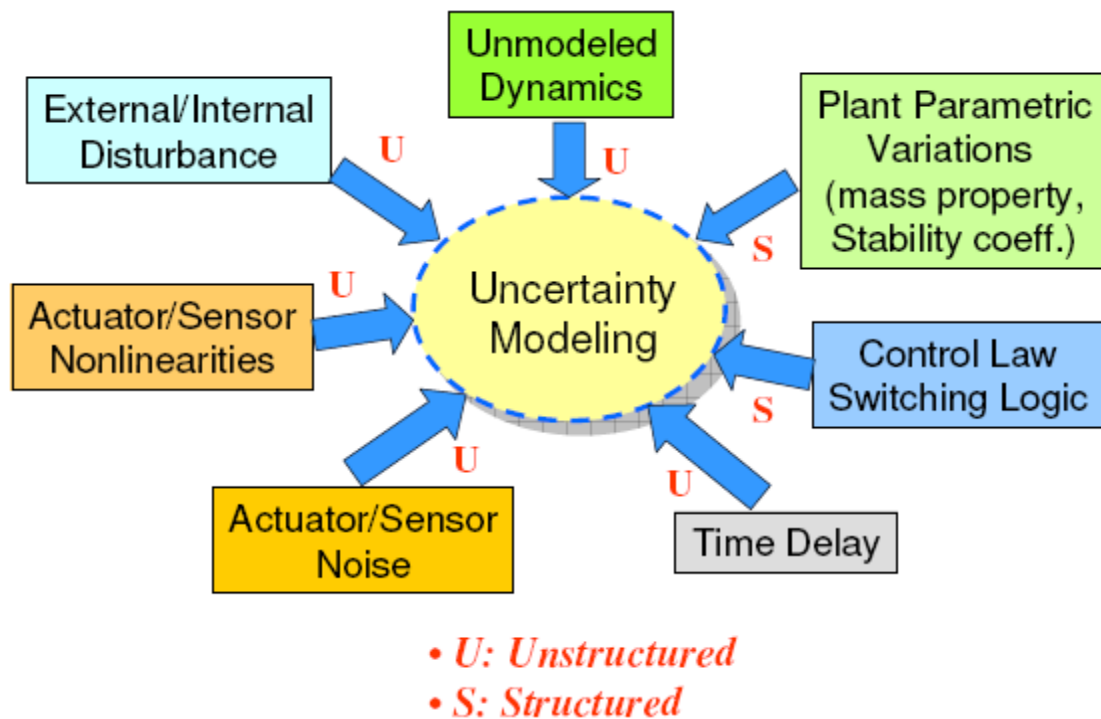 Unmodeled
Dynamics
External/Internal
Disturbance
U
U
Plant Parametric
Variations
(mass property,
Stability coeff.)
S
Uncertainty
Modeling
Actuator/Sensor
Nonlinearities
U
Control Law
Switching Logic
S
Actuator/Sensor
Noise
U
Time Delay
U
• U: Unstructured
• S: Structured